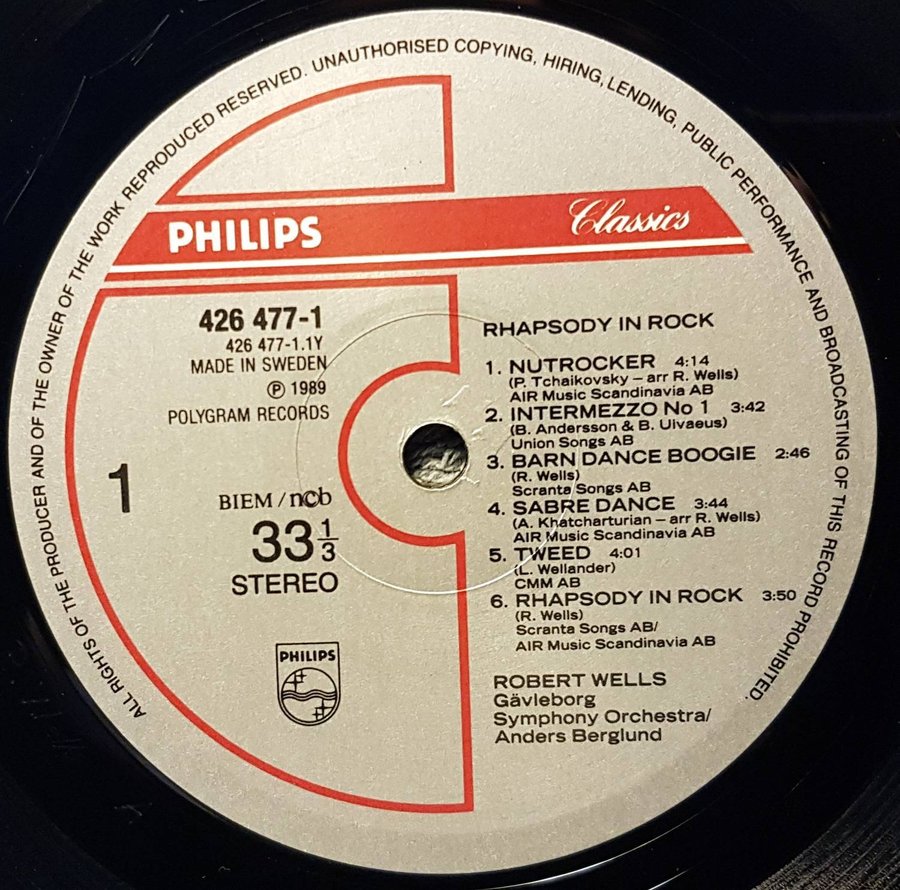 ALL RIGHTS OF THE PRODUCER AND OF THE OWNER OF THE WORK REPRODUCED RESERVED. UNAUTHORISED COPYING, HIRING, LENDING, PUBLIC PERFORMANCE AND BROADCASTING OF THIS RECORD PROHIBITED.
PHILIPS Classics
426 477-1
426 477-1.1Y
MADE IN SWEDEN
℗ 1989
POLYGRAM RECORDS
1
BIEM/ncb
33 1/3
STEREO
PHILIPS
RHAPSODY IN ROCK
1. NUTROCKER 4:14
(P. Tchaikovsky – arr R. Wells)
AIR Music Scandinavia AB
2. INTERMEZZO No 1 3:42
(B. Andersson & B. Ulvaeus)
Union Songs AB
3. BARN DANCE BOOGIE 2:46
(R. Wells)
Scranta Songs AB
4. SABRE DANCE 3:44
(A. Khatcharturian – arr R. Wells)
AIR Music Scandinavia AB
5. TWEED 4:01
(L. Wellander)
CMM AB
6. RHAPSODY IN ROCK 3:50
(R. Wells)
Scranta Songs AB/
AIR Music Scandinavia AB
ROBERT WELLS
Gävleborg
Symphony Orchestra/
Anders Berglund